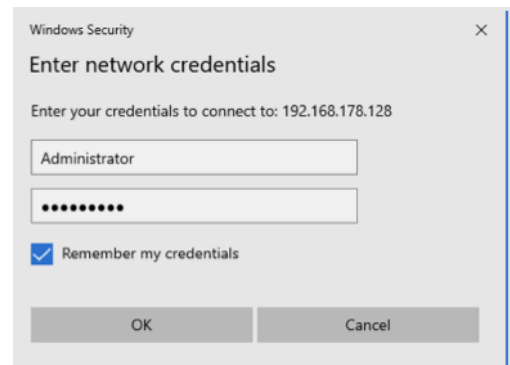 Windows Security
Enter network credentials
Enter your credentials to connect to: 192.168.178.128
Administrator
●●●●●●●●●
Remember my credentials
OK
Cancel